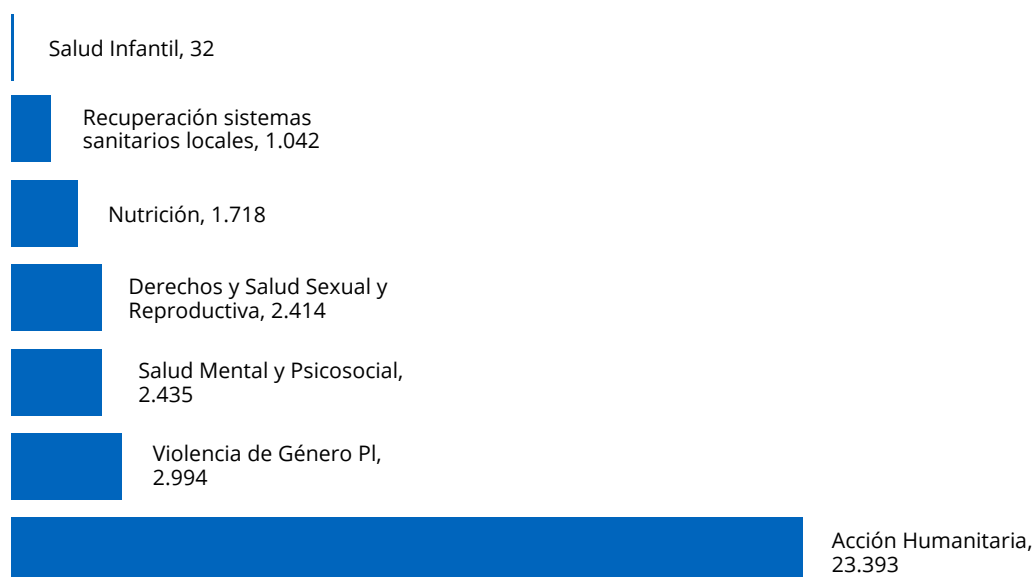 Salud Infantil, 32
Recuperación sistemas
sanitarios locales, 1.042
Nutrición, 1.718
Derechos y Salud Sexual y
Reproductiva, 2.414
Salud Mental y Psicosocial,
2.435
Violencia de Género Pl,
2.994
Acción Humanitaria,
23.393